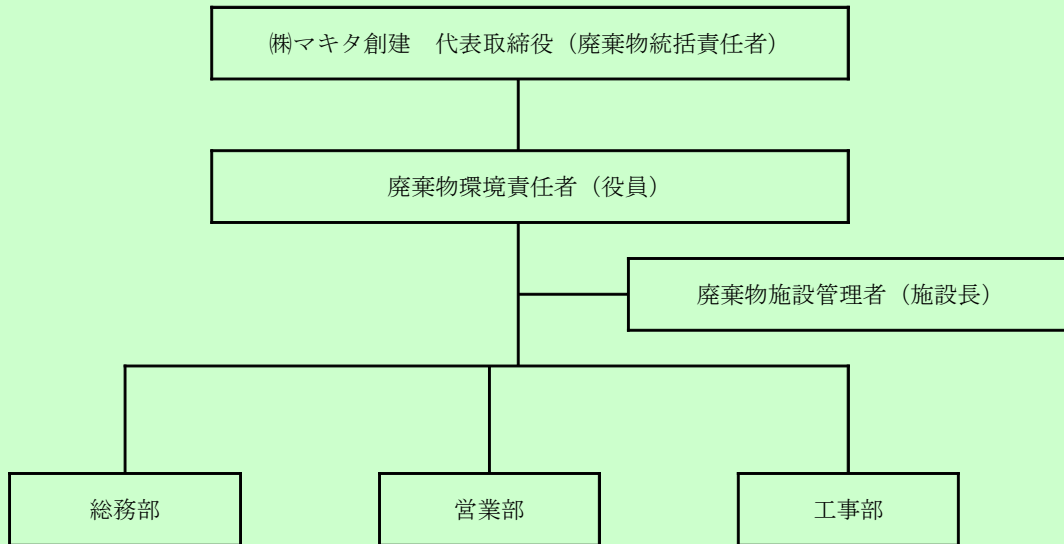 ㈱マキタ創建　代表取締役（廃棄物統括責任者）
廃棄物環境責任者（役員）
廃棄物施設管理者（施設長）
総務部
営業部
工事部